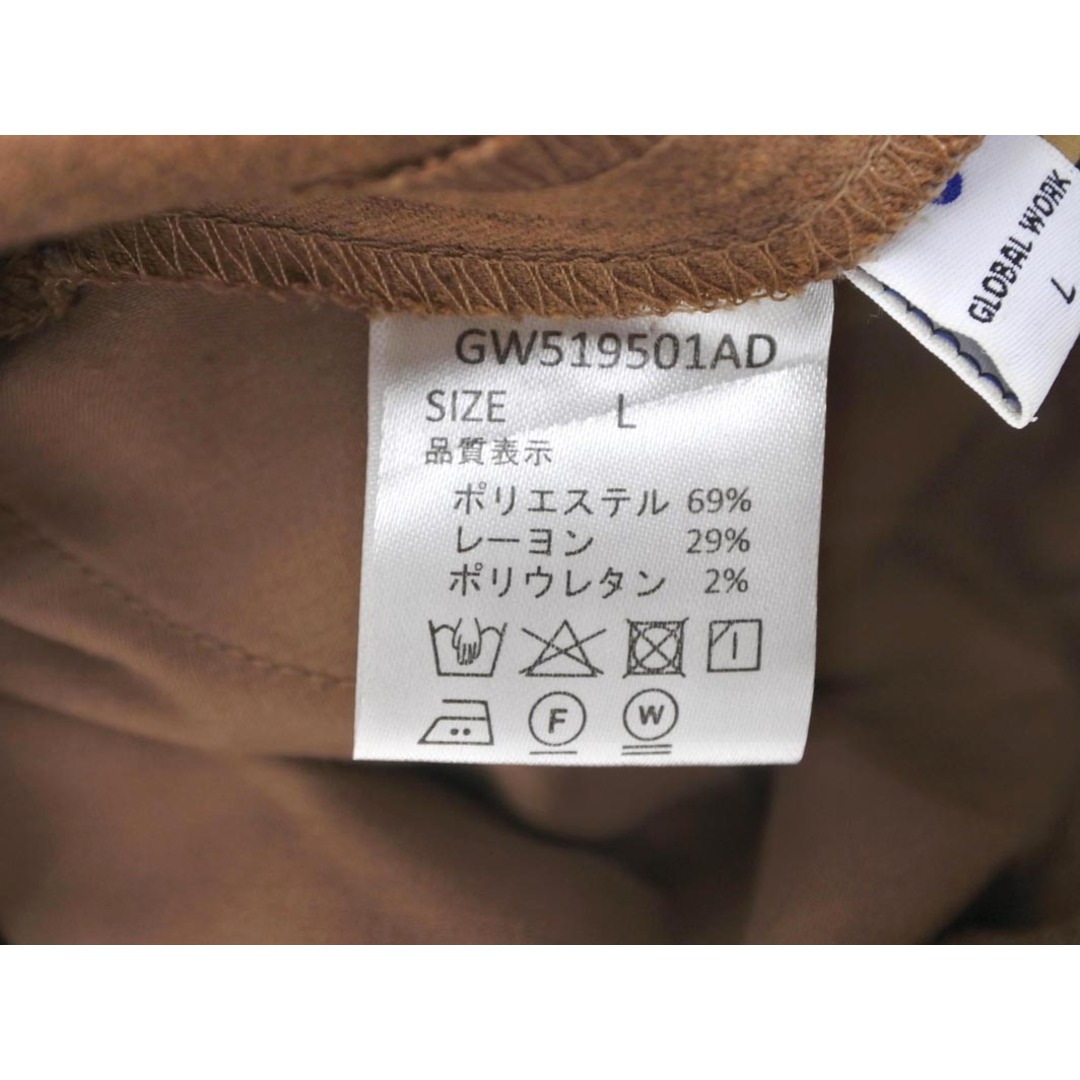 GLOBAL WORK
L
GW519501AD
SIZE L
品質表示
ポリエステル 69%
レーヨン 29%
ポリウレタン 2%
F W